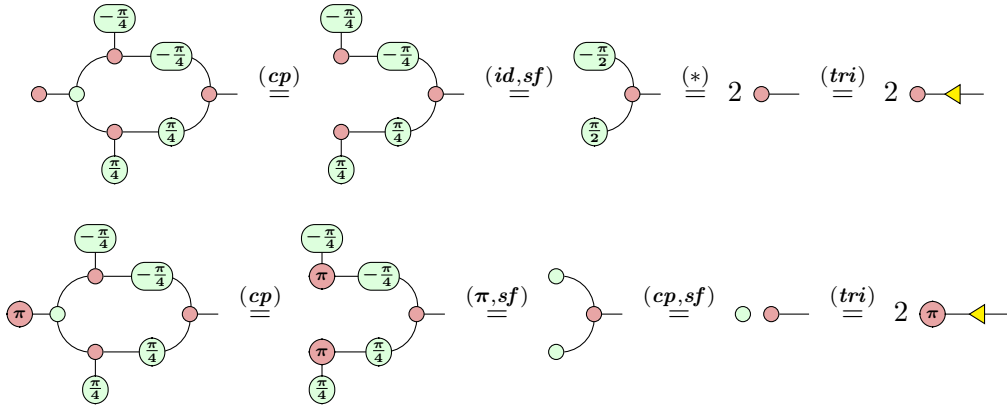 −π/4 −π/4
−π/4 −π/4 −π/2
(cp) (id,sf) (*) (tri)
= = = 2 = 2
π/4 π/4 π/2
π/4 π/4
−π/4 −π/4
−π/4 π −π/4
(cp) (π,sf) (cp,sf) (tri)
π = = = = 2 π
π/4 π π/4
π/4 π/4